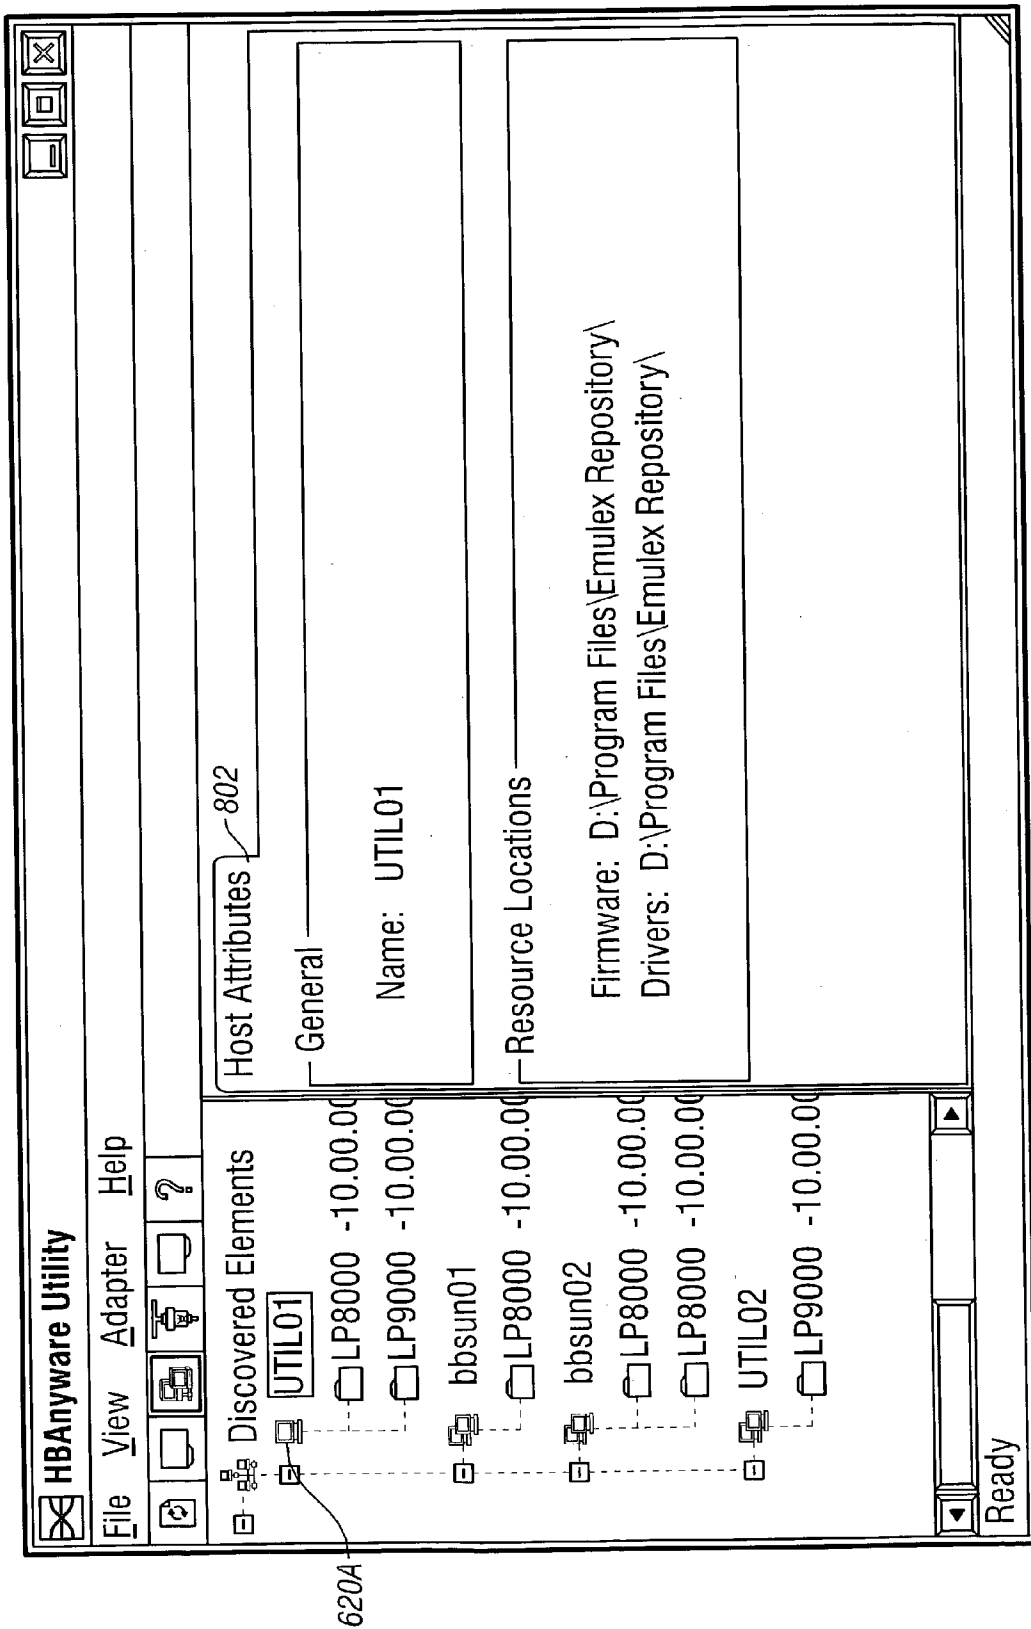 HBAnyware Utility
File View Adapter Help
?
Discovered Elements
UTIL01
LP8000 -10.00.00
LP9000 -10.00.00
bbsun01
LP8000 -10.00.00
bbsun02
LP8000 -10.00.00
LP8000 -10.00.00
UTIL02
LP9000 -10.00.00
620A
Host Attributes
802
General
Name: UTIL01
Resource Locations
Firmware: D:\Program Files\Emulex Repository\
Drivers: D:\Program Files\Emulex Repository\
Ready